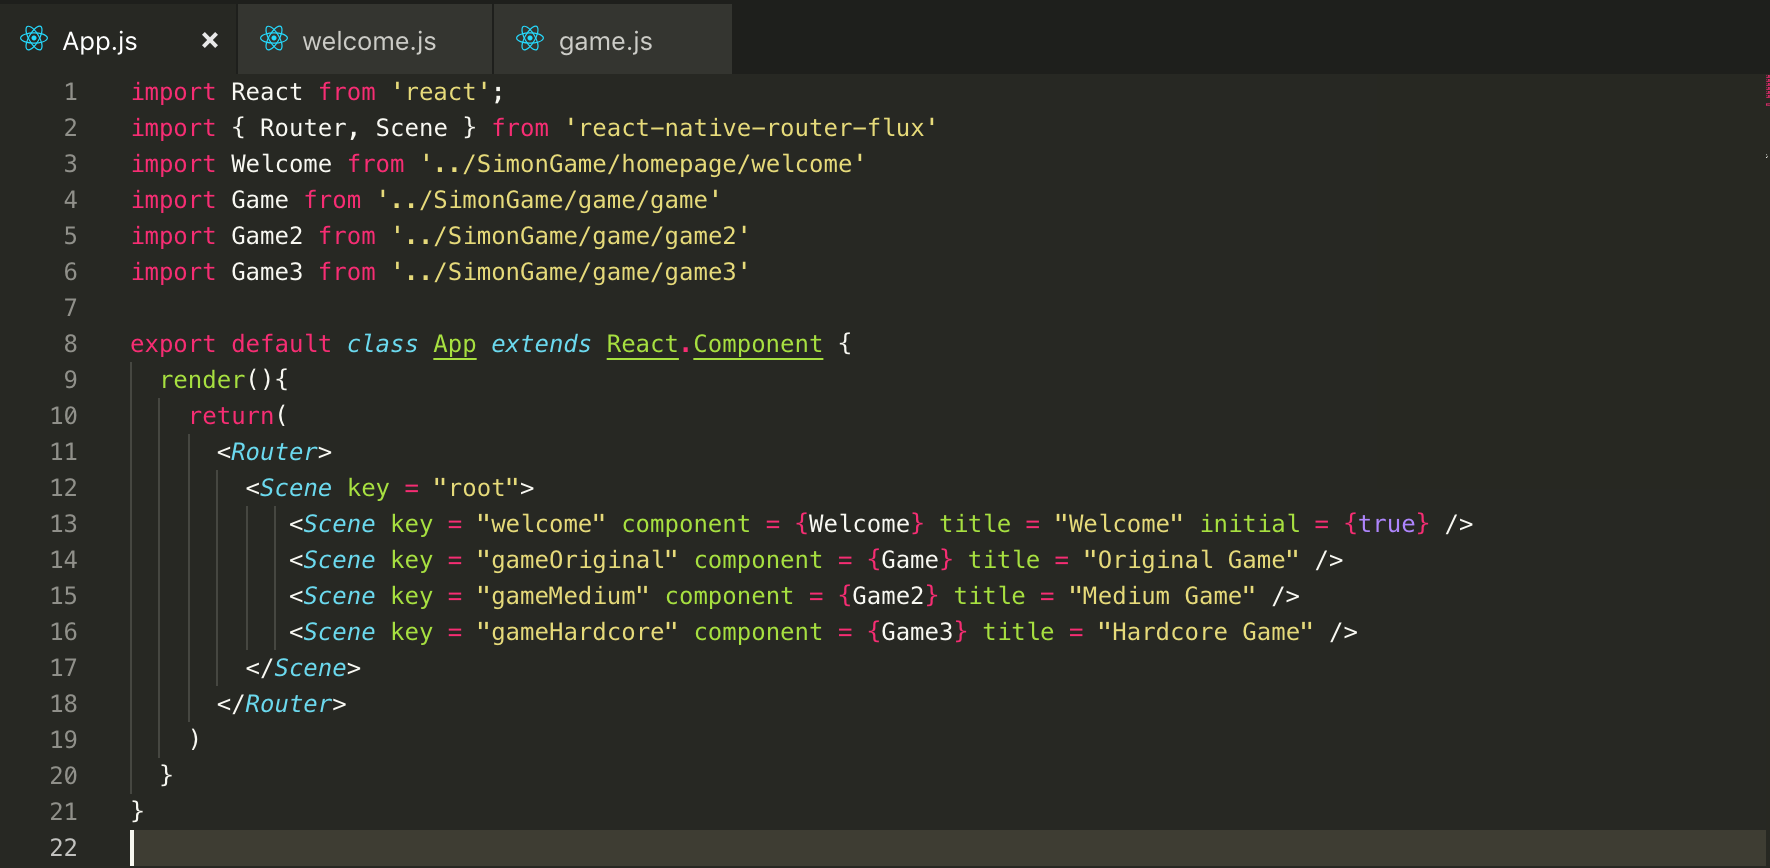 App.js × welcome.js game.js
1 import React from 'react';
2 import { Router, Scene } from 'react-native-router-flux'
3 import Welcome from '../SimonGame/homepage/welcome'
4 import Game from '../SimonGame/game/game'
5 import Game2 from '../SimonGame/game/game2'
6 import Game3 from '../SimonGame/game/game3'
7
8 export default class App extends React.Component {
9   render(){
10     return(
11       <Router>
12         <Scene key = "root">
13            <Scene key = "welcome" component = {Welcome} title = "Welcome" initial = {true} />
14            <Scene key = "gameOriginal" component = {Game} title = "Original Game" />
15            <Scene key = "gameMedium" component = {Game2} title = "Medium Game" />
16            <Scene key = "gameHardcore" component = {Game3} title = "Hardcore Game" />
17         </Scene>
18       </Router>
19     )
20   }
21 }
22